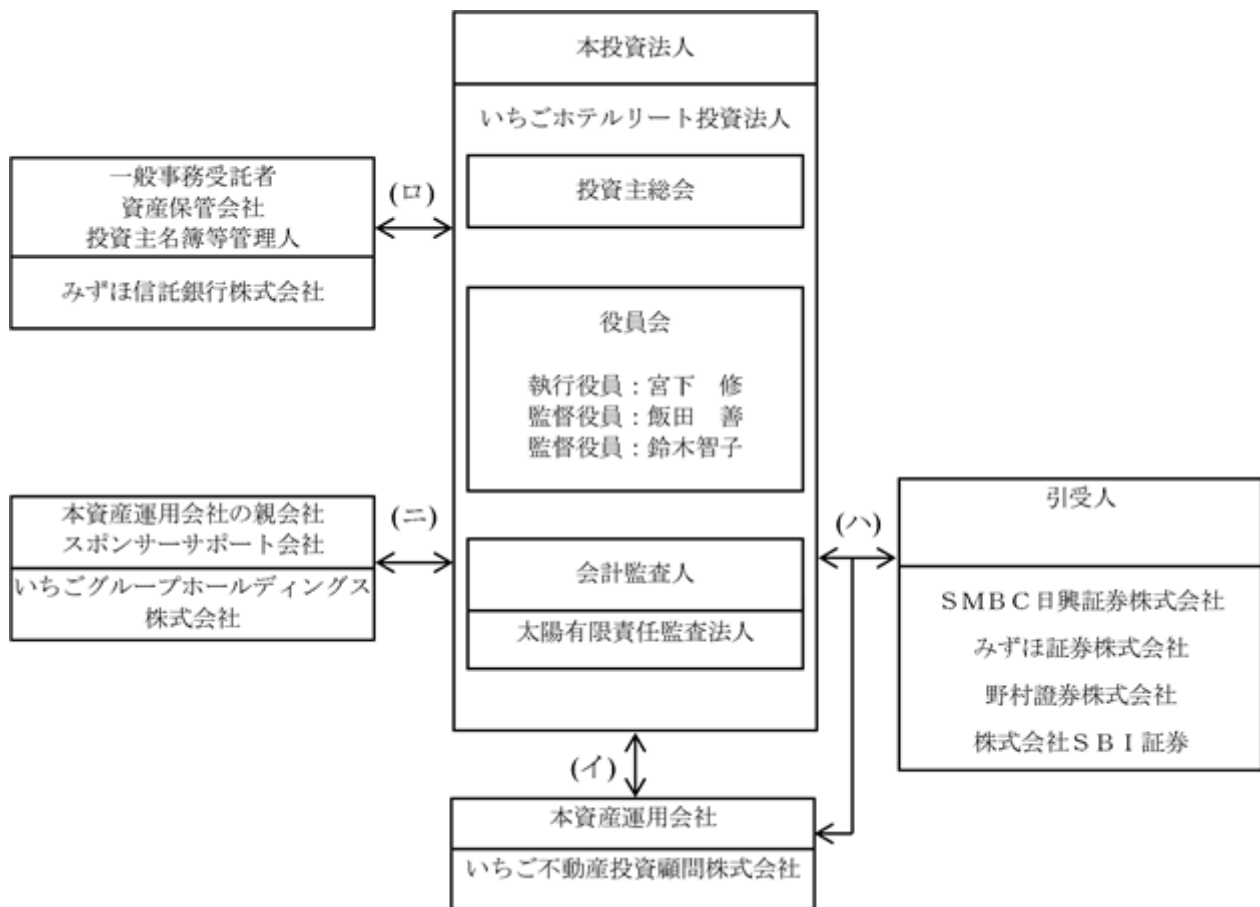 本投資法人
いちごホテルリート投資法人
投資主総会
役員会
執行役員：宮下　修
監督役員：飯田　善
監督役員：鈴木智子
会計監査人
太陽有限責任監査法人
一般事務受託者
資産保管会社
投資主名簿等管理人
みずほ信託銀行株式会社
(ロ)
本資産運用会社の親会社
スポンサーサポート会社
いちごグループホールディングス
株式会社
(ニ)
(ハ)
引受人
ＳＭＢＣ日興証券株式会社
みずほ証券株式会社
野村證券株式会社
株式会社ＳＢＩ証券
(イ)
本資産運用会社
いちご不動産投資顧問株式会社